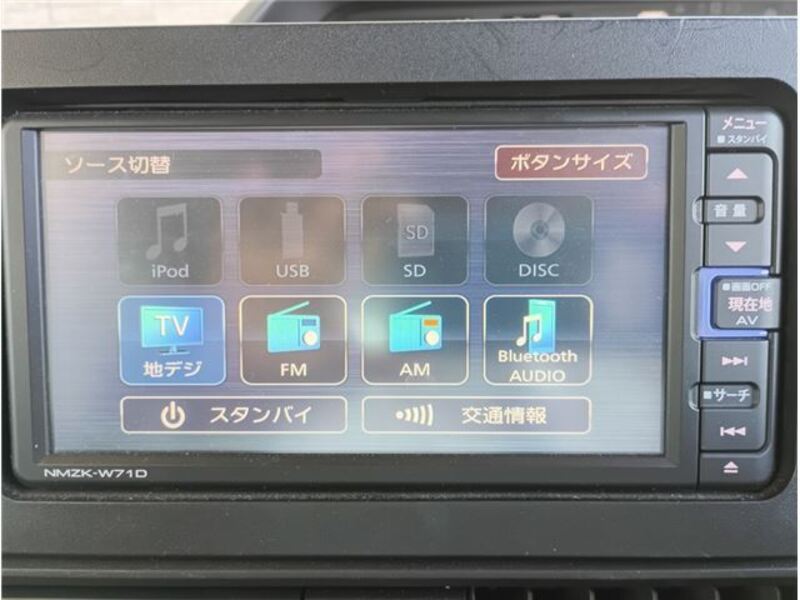 ソース切替
ボタンサイズ
iPod
USB
SD
SD
DISC
TV
地デジ
FM
AM
Bluetooth
AUDIO
スタンバイ
交通情報
NMZK-W71D
メニュー
■スタンバイ
音量
■画面OFF
現在地
AV
■サーチ